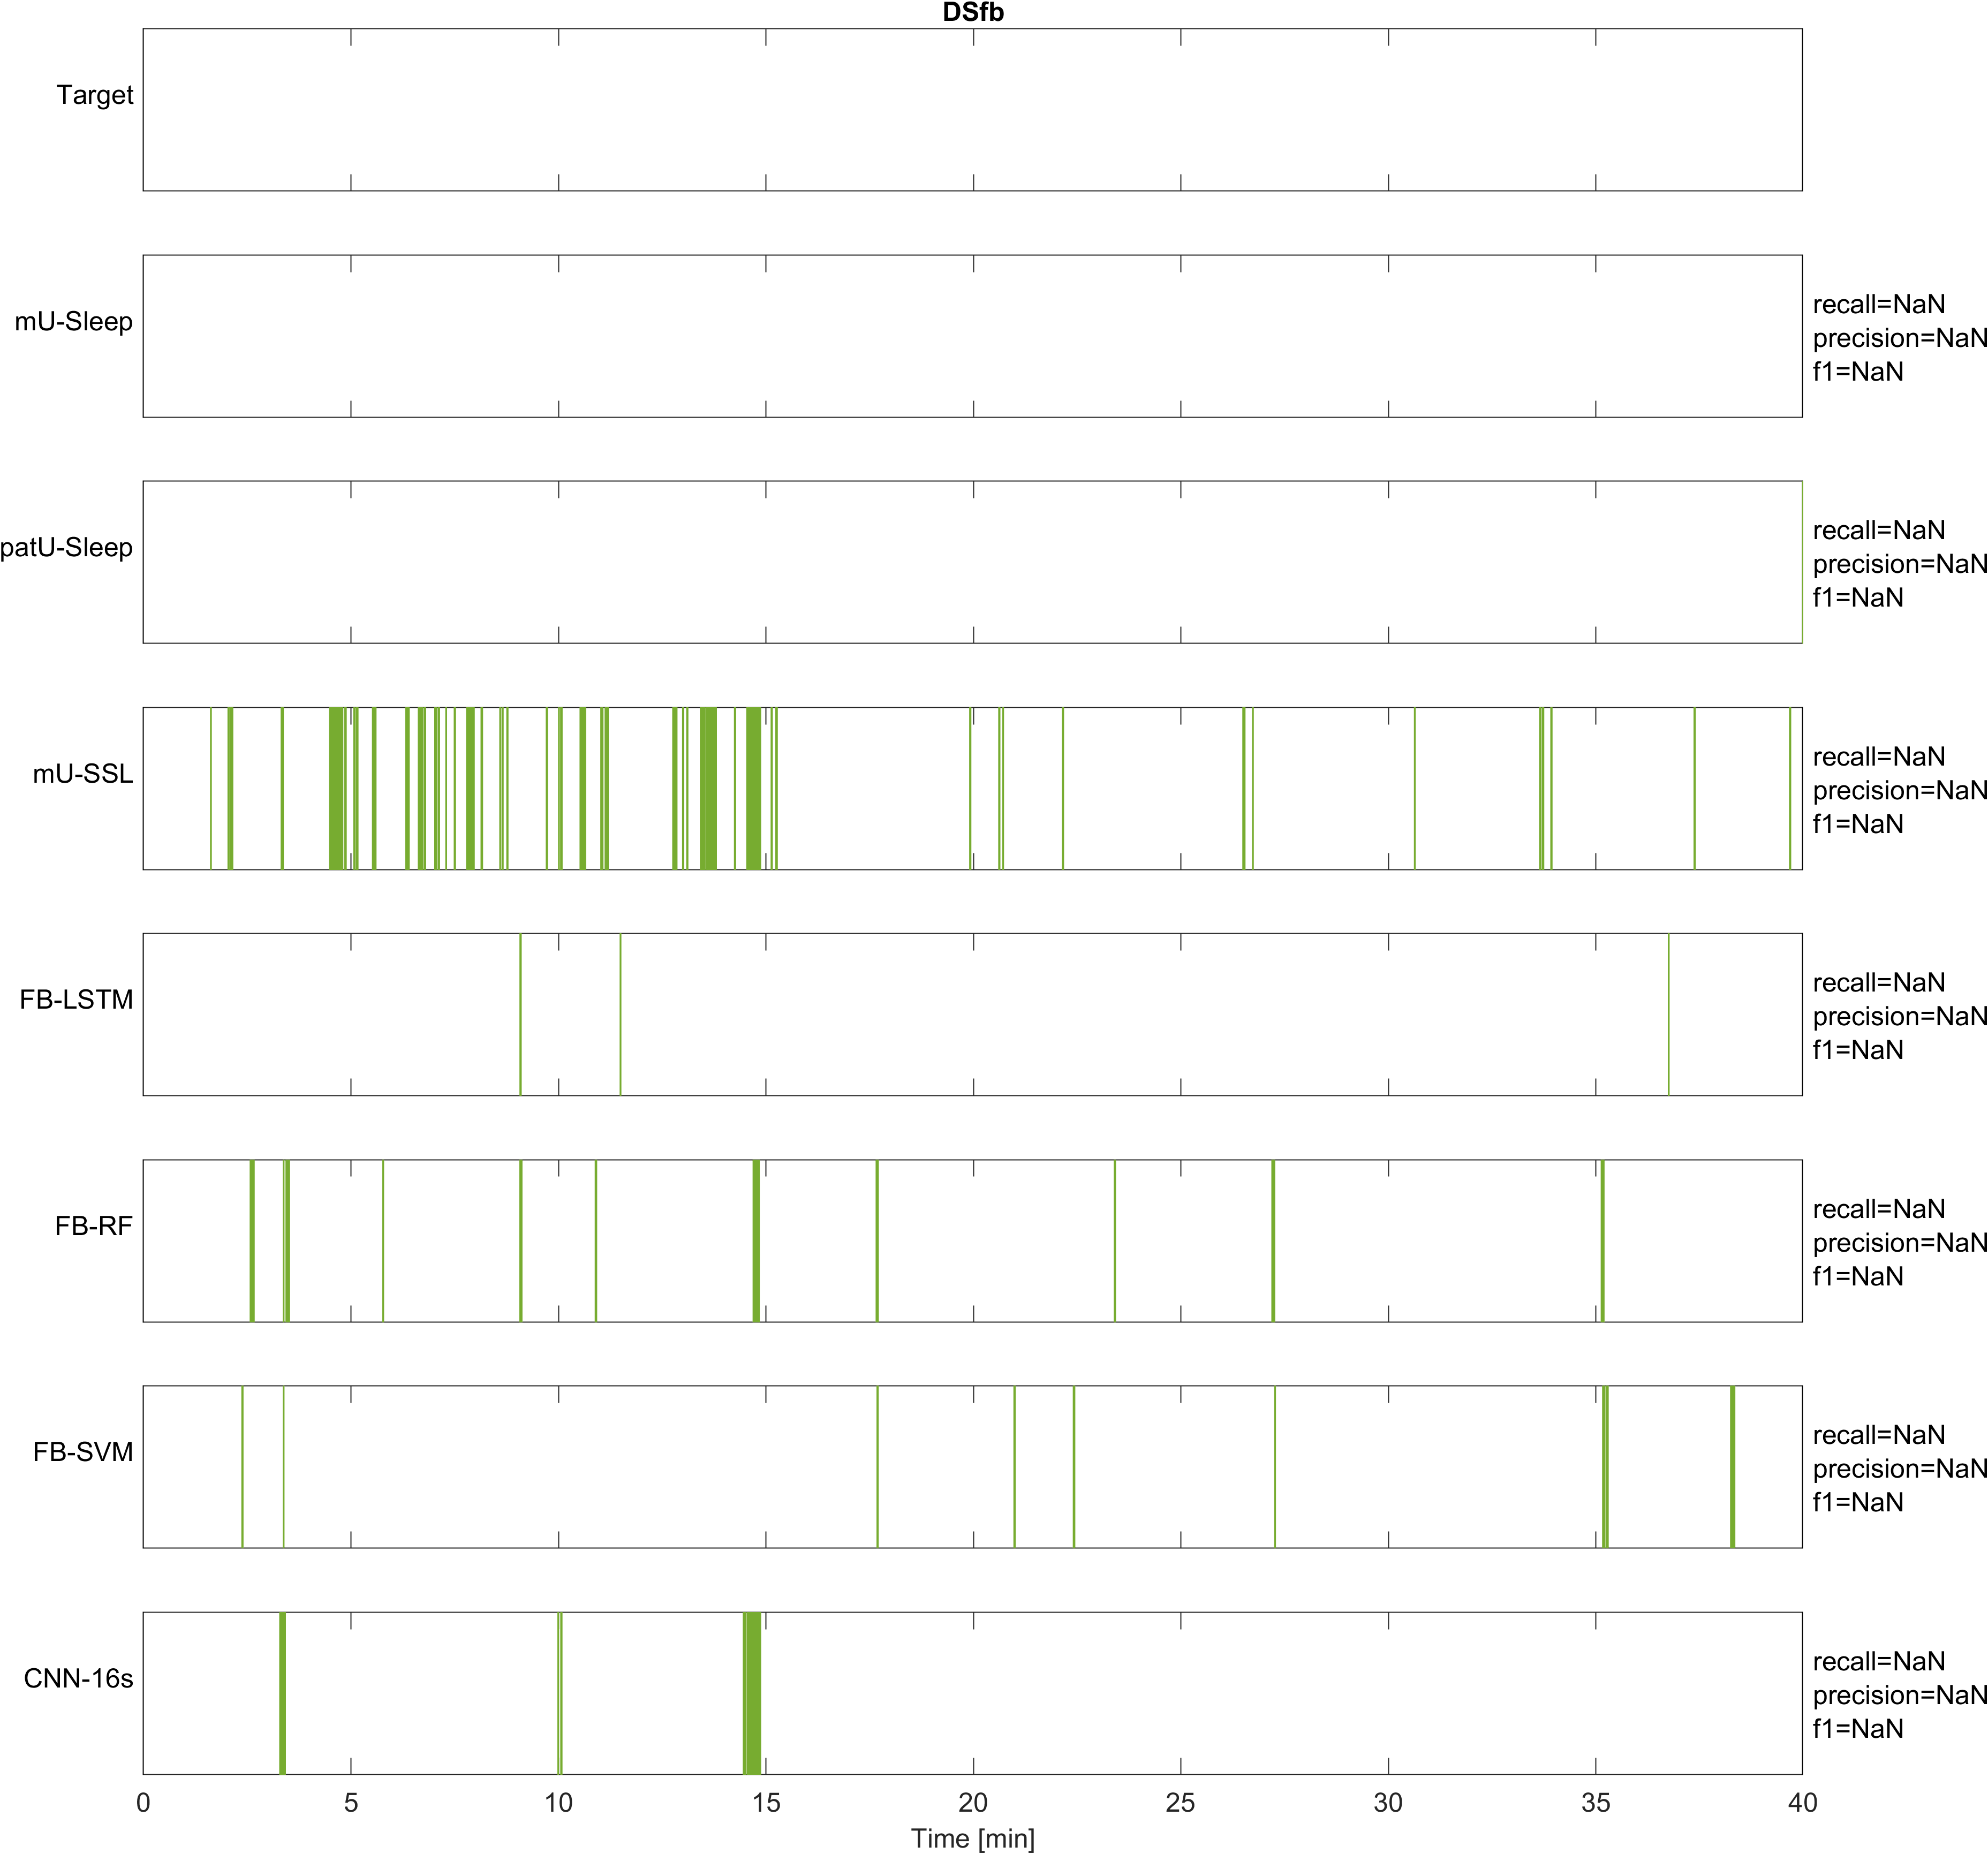 DSfb
Target
mU-Sleep
recall=NaN
precision=NaN
f1=NaN
patU-Sleep
recall=NaN
precision=NaN
f1=NaN
mU-SSL
recall=NaN
precision=NaN
f1=NaN
FB-LSTM
recall=NaN
precision=NaN
f1=NaN
FB-RF
recall=NaN
precision=NaN
f1=NaN
FB-SVM
recall=NaN
precision=NaN
f1=NaN
CNN-16s
recall=NaN
precision=NaN
f1=NaN
0 5 10 15 20 25 30 35 40
Time [min]